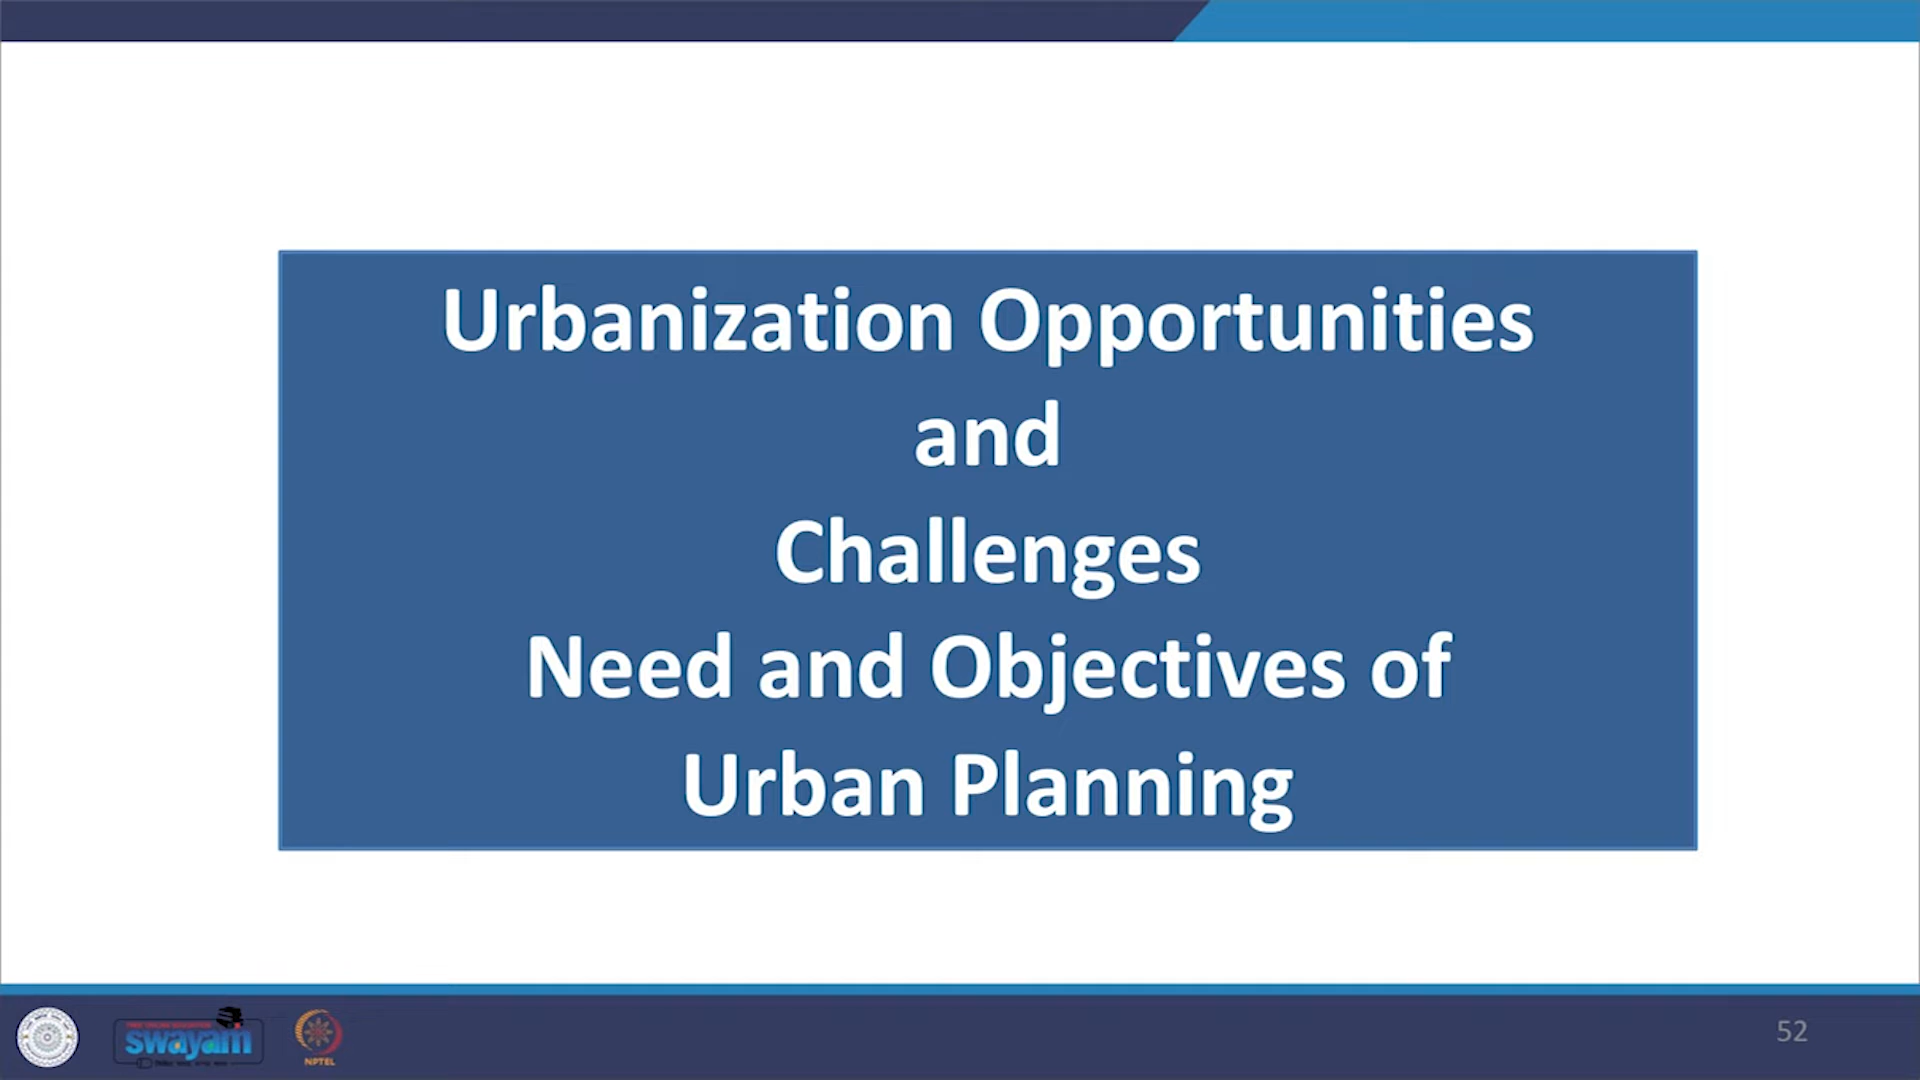 Urbanization Opportunities
and
Challenges
Need and Objectives of
Urban Planning
swayam
NPTEL
52